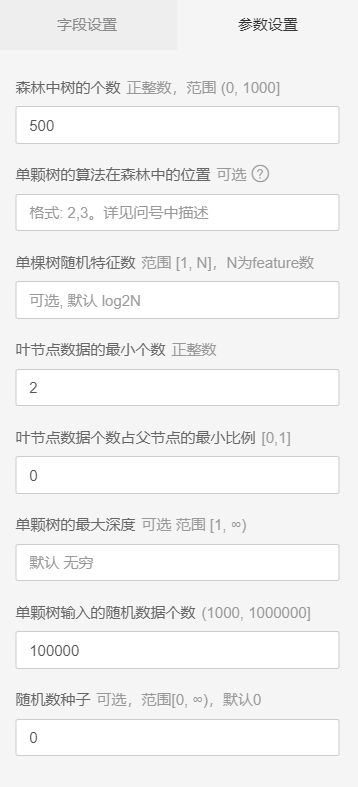 字段设置 参数设置
森林中树的个数 正整数，范围 (0, 1000]
500
单颗树的算法在森林中的位置 可选 ?
格式: 2,3。详见问号中描述
单棵树随机特征数 范围 [1, N]，N为feature数
可选, 默认 log2N
叶节点数据的最小个数 正整数
2
叶节点数据个数占父节点的最小比例 [0,1]
0
单颗树的最大深度 可选 范围 [1, ∞)
默认 无穷
单颗树输入的随机数据个数 (1000, 1000000]
100000
随机数种子 可选，范围[0, ∞)，默认0
0